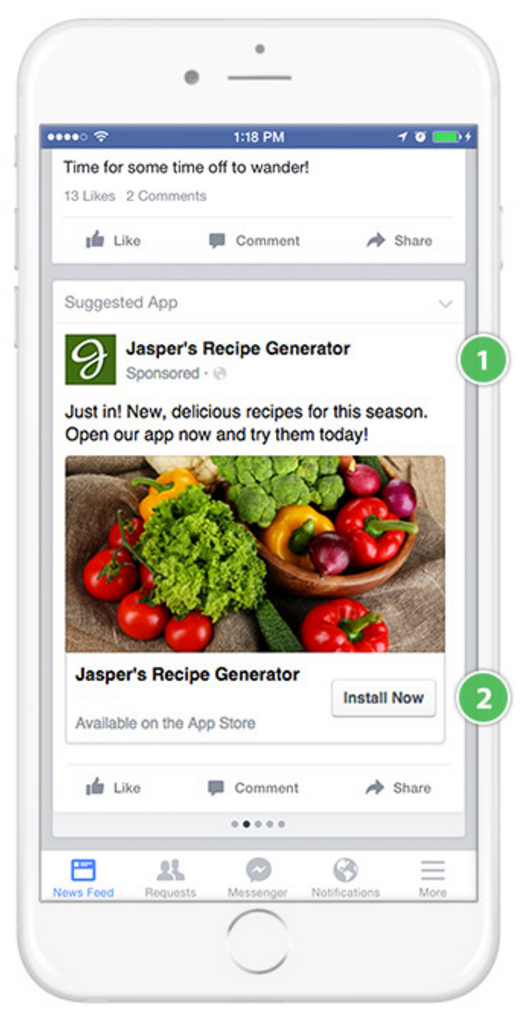 1:18 PM
Time for some time off to wander!
13 Likes 2 Comments
Like Comment Share
Suggested App
Jasper's Recipe Generator
1
Sponsored ·
Just in! New, delicious recipes for this season.
Open our app now and try them today!
Jasper's Recipe Generator
Install Now
2
Available on the App Store
Like Comment Share
News Feed Requests Messenger Notifications More